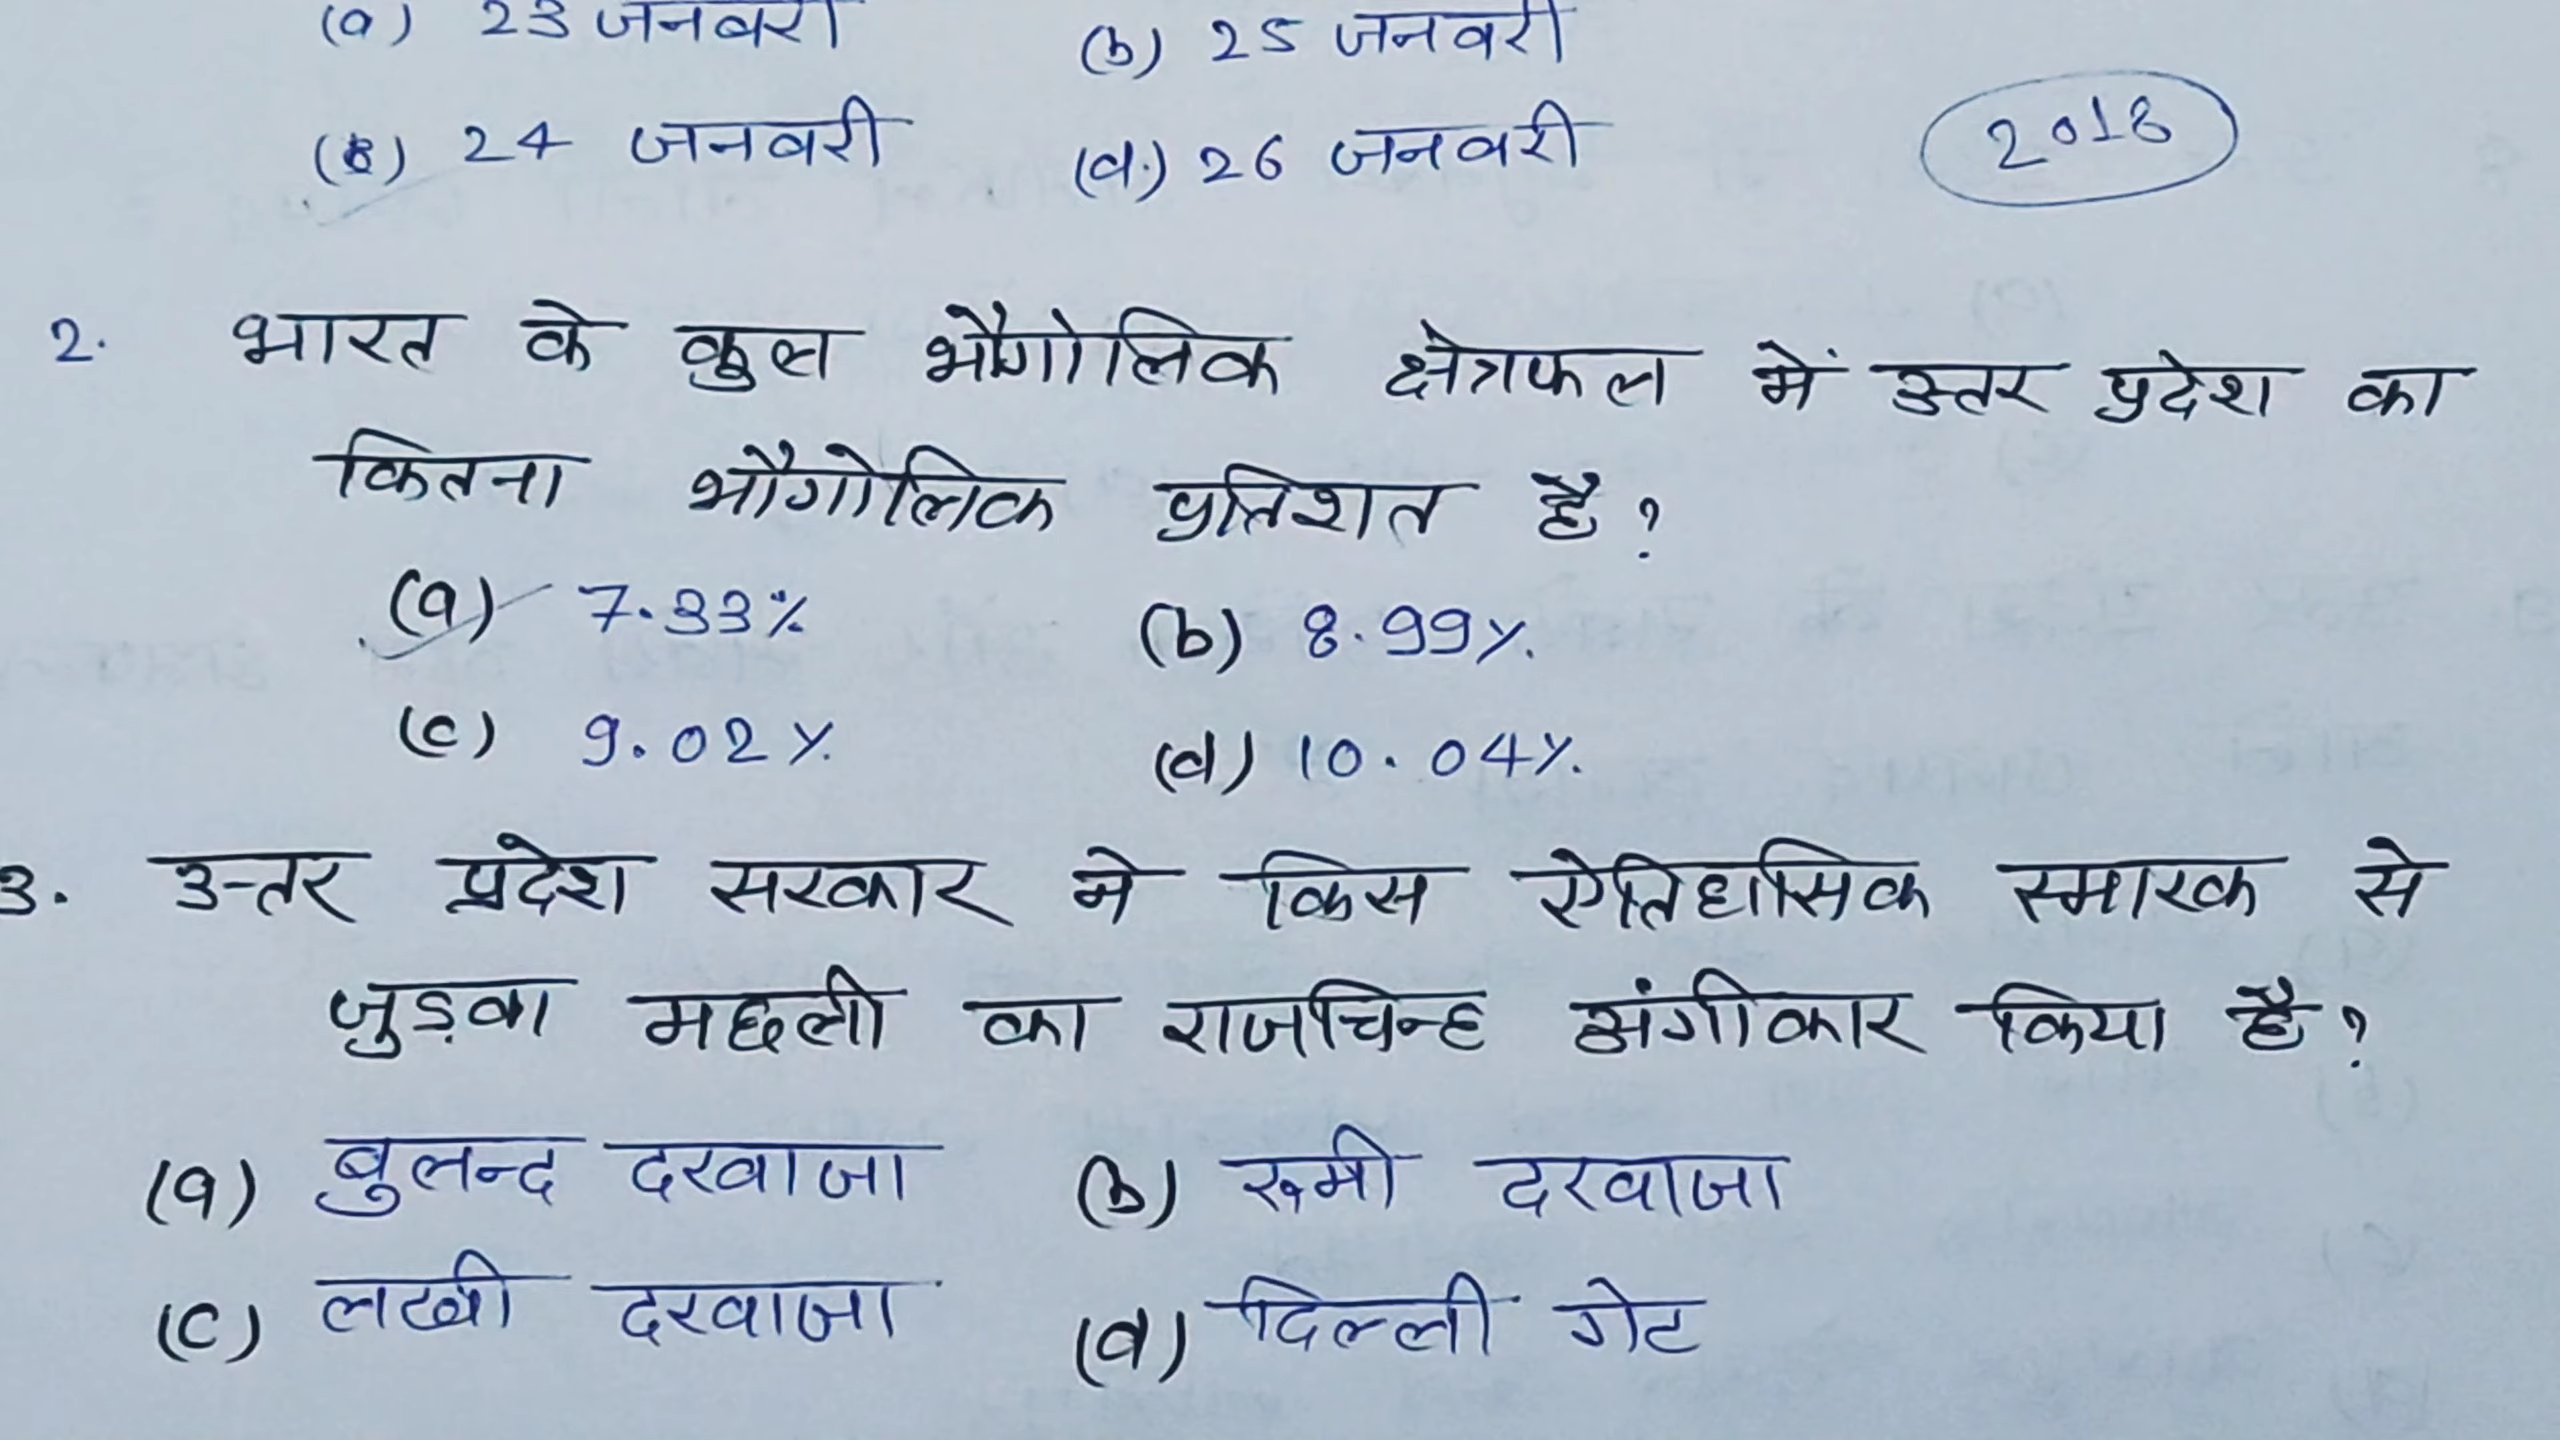 (a) 23 जनवरी (b) 25 जनवरी
(c) 24 जनवरी (d.) 26 जनवरी
2018
2. भारत के कुल भौगोलिक क्षेत्रफल में उत्तर प्रदेश का
कितना भौगोलिक प्रतिशत है ?
(a) 7.33% (b) 8.99%
(c) 9.02% (d) 10.04%
3. उत्तर प्रदेश सरकार ने किस ऐतिहासिक स्मारक से
जुड़वा मछली का राजचिन्ह अंगीकार किया है ?
(a) बुलन्द दरवाजा (b) रूमी दरवाजा
(c) लखी दरवाजा (d) दिल्ली गेट